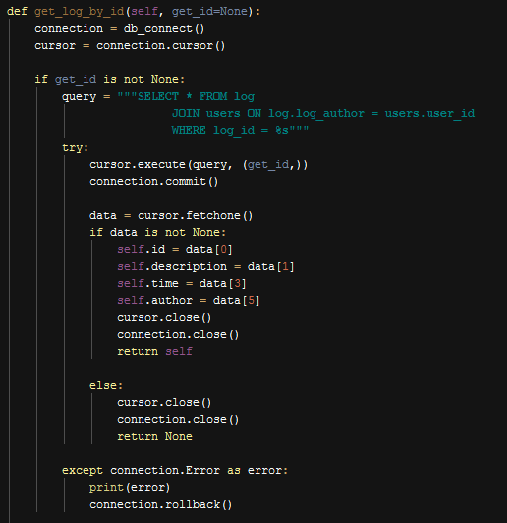 def get_log_by_id(self, get_id=None):
    connection = db_connect()
    cursor = connection.cursor()

    if get_id is not None:
        query = """SELECT * FROM log
                        JOIN users ON log.log_author = users.user_id
                        WHERE log_id = %s"""
        try:
            cursor.execute(query, (get_id,))
            connection.commit()

            data = cursor.fetchone()
            if data is not None:
                self.id = data[0]
                self.description = data[1]
                self.time = data[3]
                self.author = data[5]
                cursor.close()
                connection.close()
                return self

            else:
                cursor.close()
                connection.close()
                return None

        except connection.Error as error:
            print(error)
            connection.rollback()